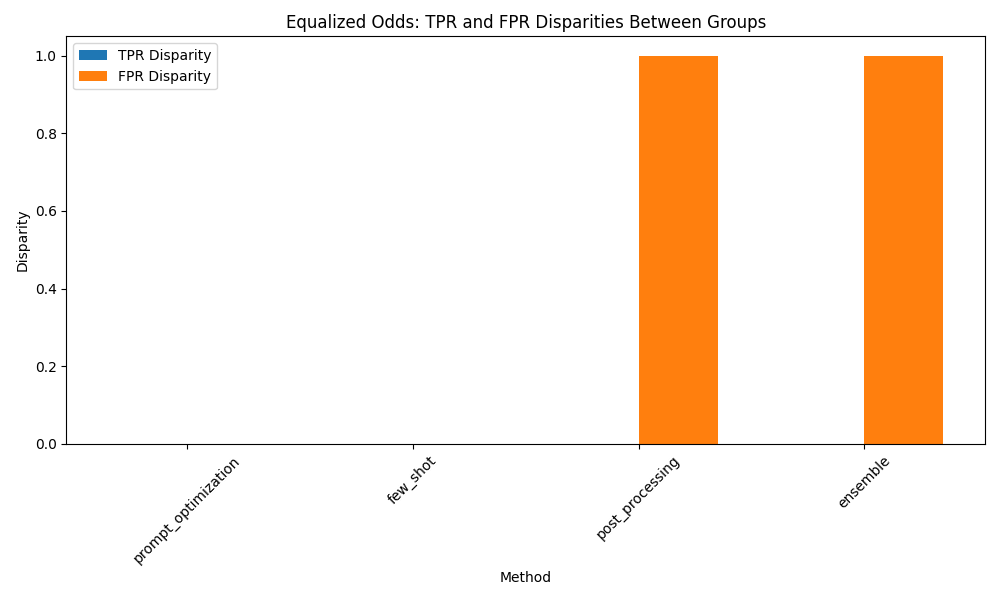 Equalized Odds: TPR and FPR Disparities Between Groups
TPR Disparity
FPR Disparity
Disparity
1.0
0.8
0.6
0.4
0.2
0.0
prompt_optimization
few_shot
post_processing
ensemble
Method